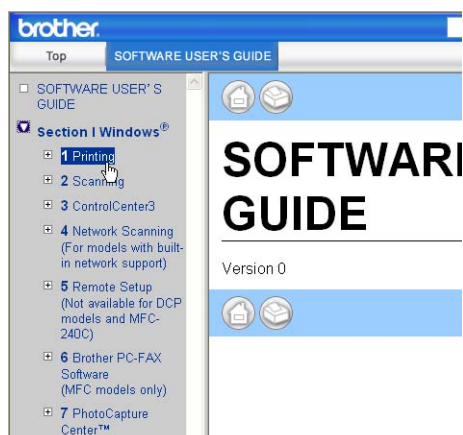 brother.
Top
SOFTWARE USER'S GUIDE
SOFTWARE USER' S
GUIDE
Section I Windows®
1 Printing
2 Scanning
3 ControlCenter3
4 Network Scanning
(For models with built-
in network support)
5 Remote Setup
(Not available for DCP
models and MFC-
240C)
6 Brother PC-FAX
Software
(MFC models only)
7 PhotoCapture
Center™
SOFTWARE
GUIDE
Version 0